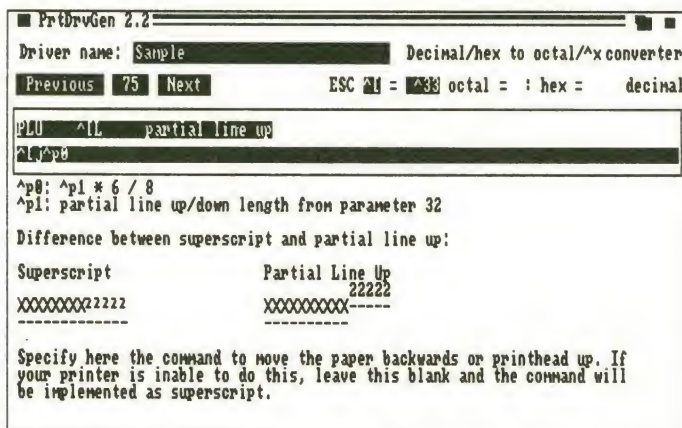 PrtDrvGen 2.2
Driver name: Sample Decimal/hex to octal/^x converter
Previous 75 Next ESC ^[ = ^33 octal = : hex = decimal
PLU ^[L partial line up
^[j^p0
^p0: ^p1 * 6 / 8
^p1: partial line up/down length from parameter 32
Difference between superscript and partial line up:
Superscript Partial Line Up
22222
XXXXXXXX22222 XXXXXXXXXX-----
------------- ----------
Specify here the command to move the paper backwards or printhead up. If
your printer is inable to do this, leave this blank and the command will
be implemented as superscript.